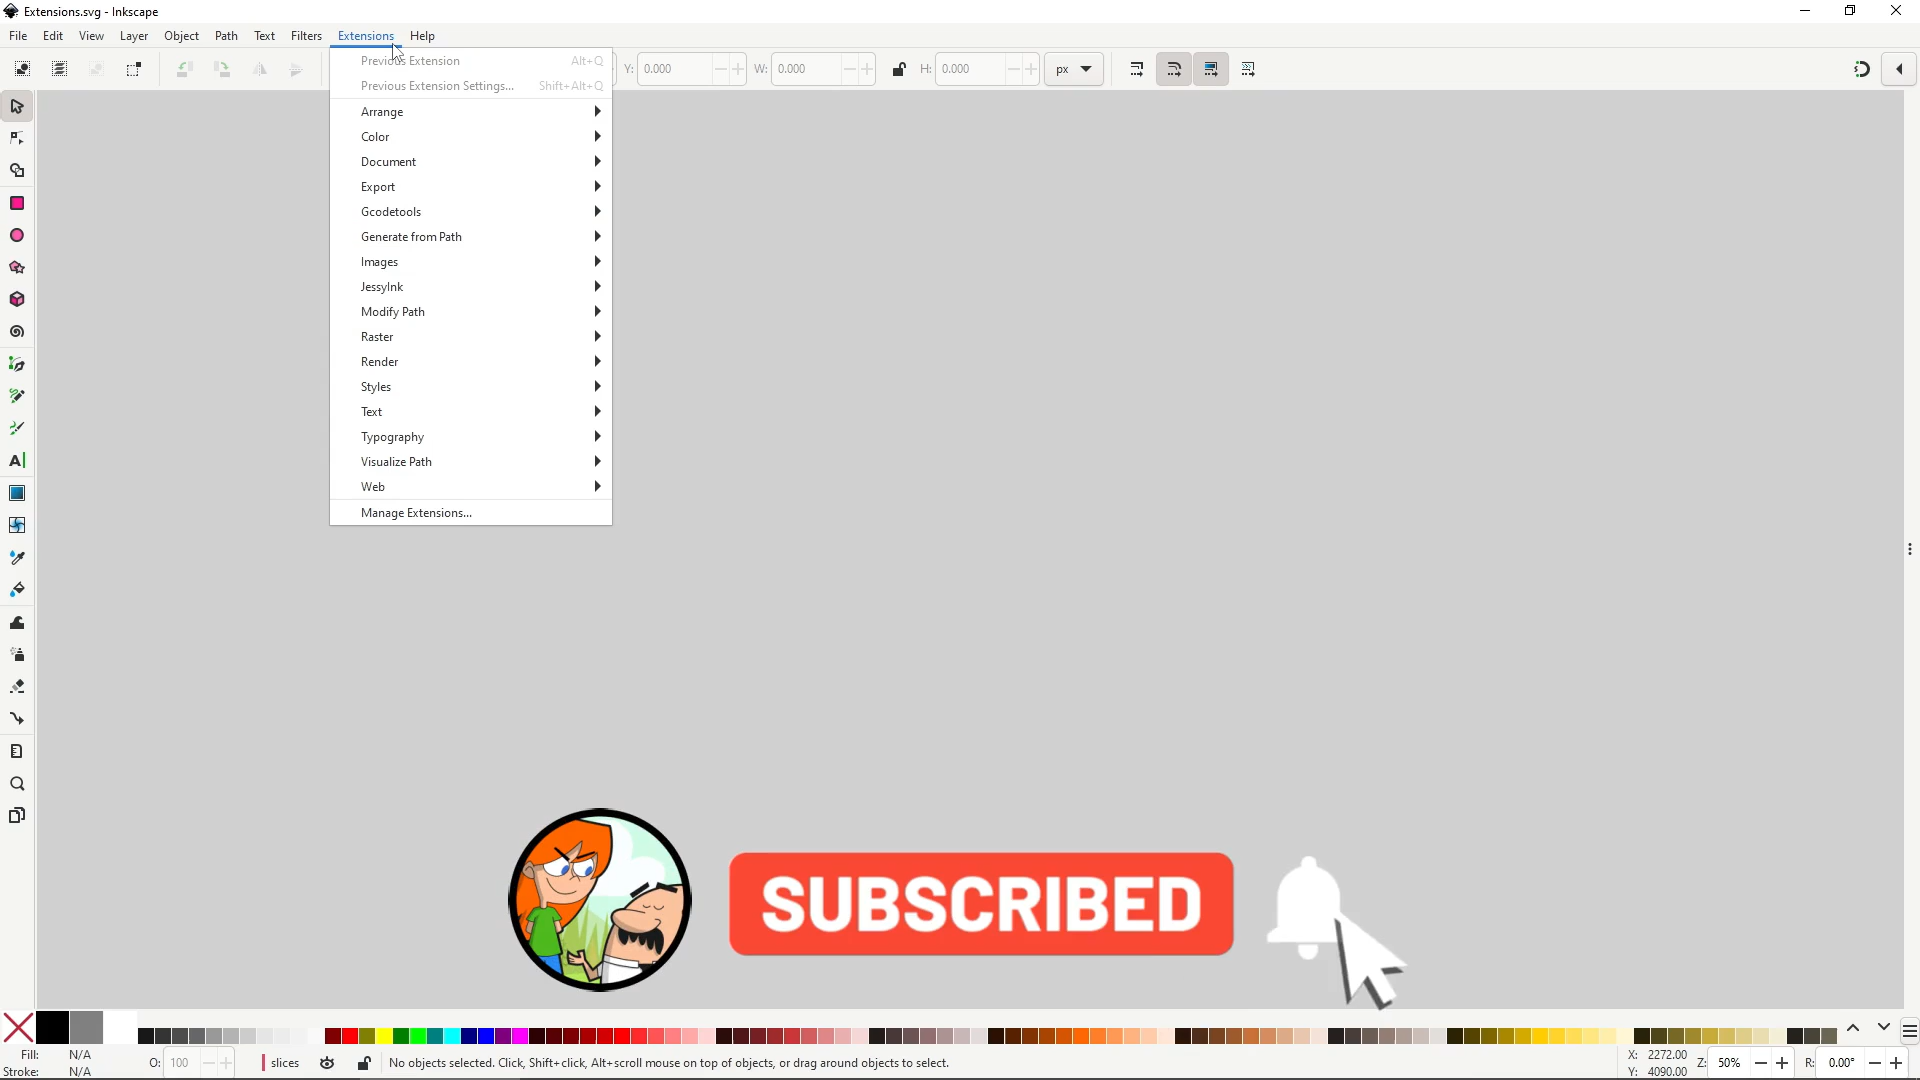 Extensions.svg - Inkscape
File Edit View Layer Object Path Text Filters Extensions Help
Previous Extension Alt+Q
Previous Extension Settings... Shift+Alt+Q
Y: 0.000 W: 0.000 H: 0.000 px
Arrange
Color
Document
Export
Gcodetools
Generate from Path
Images
JessyInk
Modify Path
Raster
Render
Styles
Text
Typography
Visualize Path
Web
Manage Extensions...
SUBSCRIBED
Fill: N/A
Stroke: N/A
O: 100
slices
No objects selected. Click, Shift+click, Alt+scroll mouse on top of objects, or drag around objects to select.
X: 2272.00
Y: 4090.00
Z: 50%
R: 0.00°